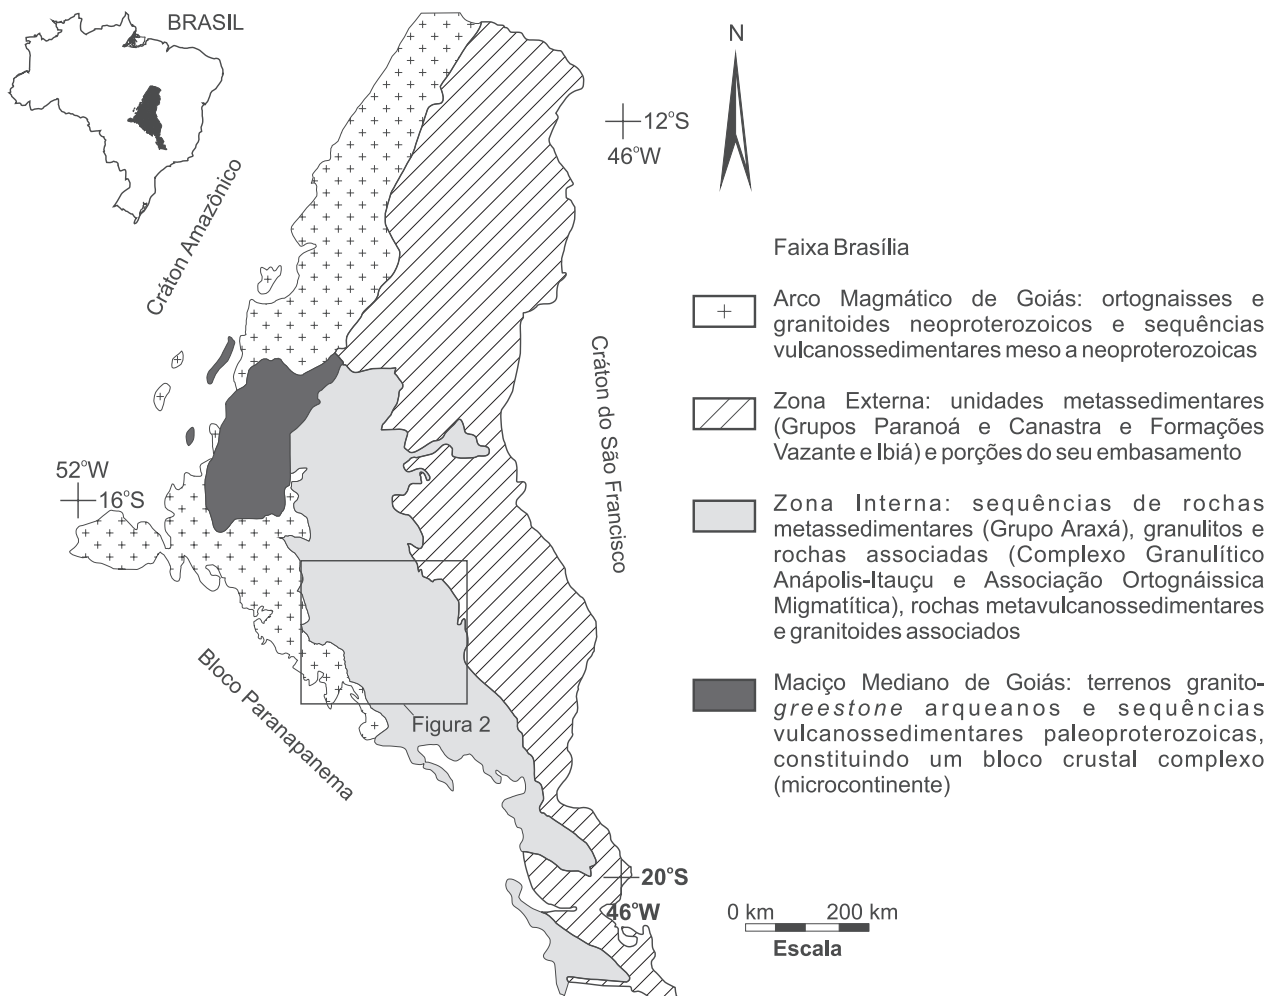 BRASIL
N
12°S
46°W
Cráton Amazônico
Faixa Brasília
Arco Magmático de Goiás: ortognaisses e
granitoides neoproterozoicos e sequências
vulcanossedimentares meso a neoproterozoicas
Cráton do São Francisco
Zona Externa: unidades metassedimentares
(Grupos Paranoá e Canastra e Formações
Vazante e Ibiá) e porções do seu embasamento
52°W
16°S
Zona Interna: sequências de rochas
metassedimentares (Grupo Araxá), granulitos e
rochas associadas (Complexo Granulítico
Anápolis-Itauçu e Associação Ortognáissica
Migmatítica), rochas metavulcanossedimentares
e granitoides associados
Bloco Paranapanema
Figura 2
Maciço Mediano de Goiás: terrenos granito-
greestone arqueanos e sequências
vulcanossedimentares paleoproterozoicas,
constituindo um bloco crustal complexo
(microcontinente)
20°S
46°W
0 km 200 km
Escala